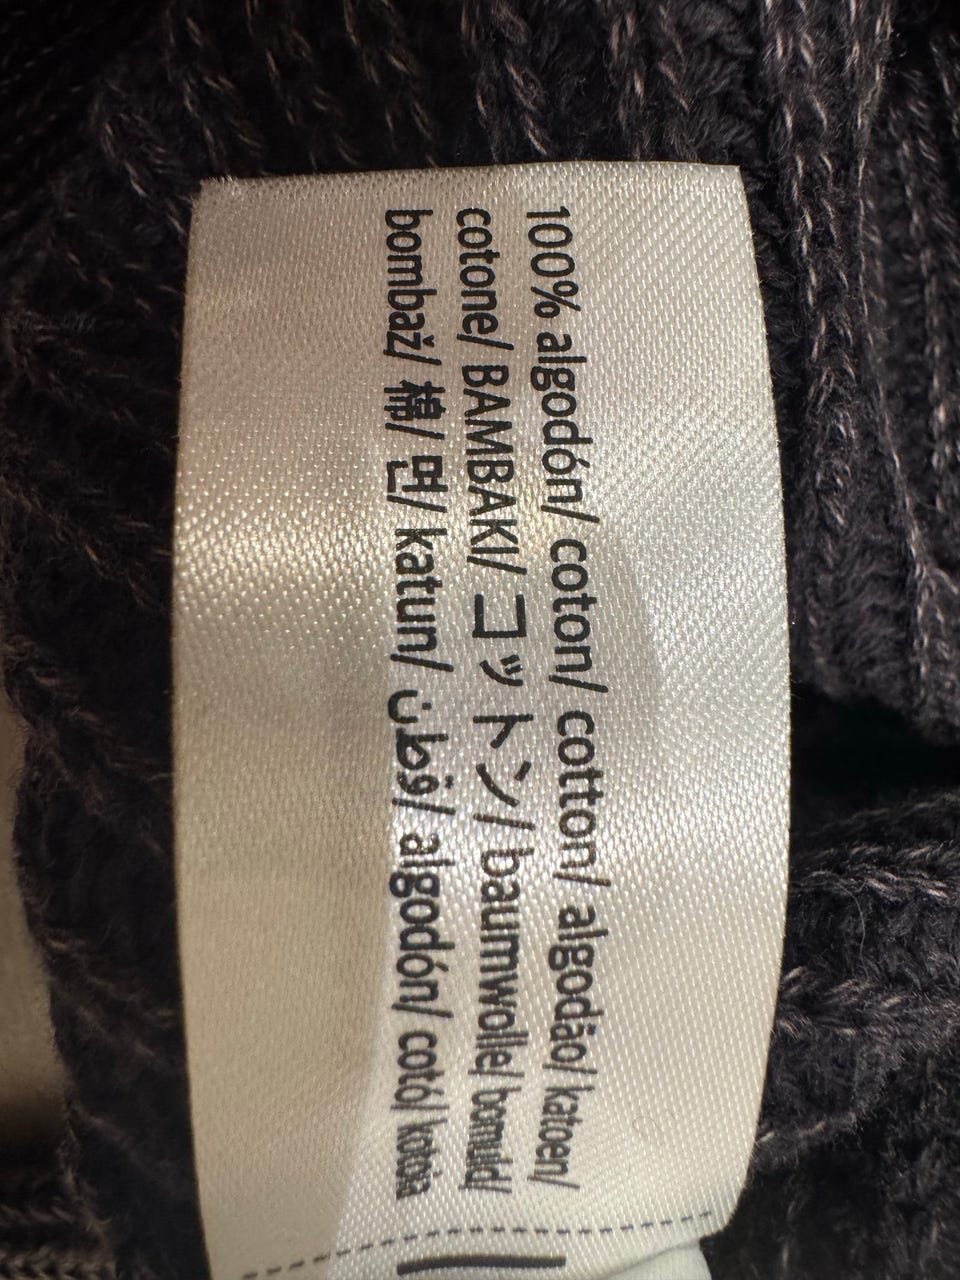 100% algodón/ coton/ cotton/ algodão/ katoen/
cotone/ BAMBAKI/ コットン/ baumwolle/ bomuld/
bombaž/ 棉/ 면/ katun/ قطن/ algodón/ cotó/ kotoia